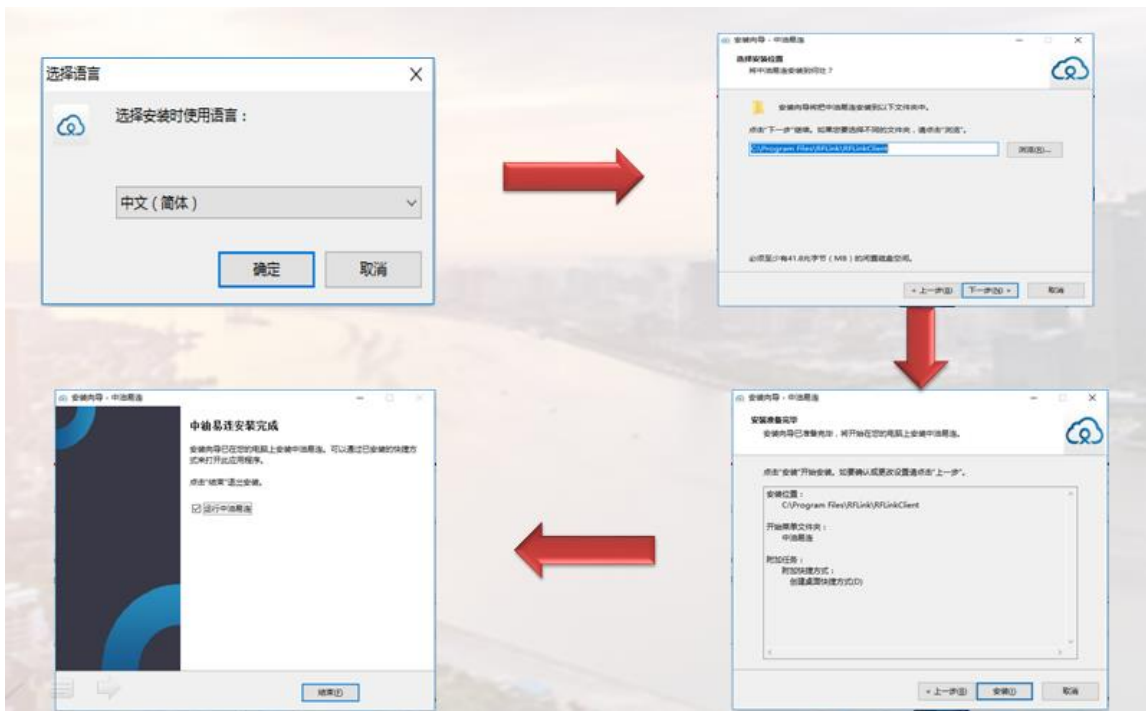 选择语言
选择安装时使用语言：
中文（简体）
确定
取消
安装向导 - 中油易连
选择安装位置
将中油易连安装到何处？
安装向导将把中油易连安装到以下文件夹中。
点击"下一步"继续。如果您要选择不同的文件夹，请点击"浏览"。
C:\Program Files\RFLink\RFLinkClient
浏览(R)...
必须至少有41.8兆字节（MB）的闲置磁盘空间。
< 上一步(B)
下一步(N) >
取消
安装向导 - 中油易连
安装准备完毕
安装向导已准备完毕，将开始在您的电脑上安装中油易连。
点击"安装"开始安装。如要确认或更改设置请点击"上一步"。
安装位置：
C:\Program Files\RFLink\RFLinkClient
开始菜单文件夹：
中油易连
附加任务：
附加快捷方式：
创建桌面快捷方式(D)
< 上一步(B)
安装(I)
取消
安装向导 - 中油易连
中油易连安装完成
安装向导已在您的电脑上安装中油易连。可以通过已安装的快捷方
式来打开此应用程序。
点击"结束"退出安装。
运行中油易连
结束(F)